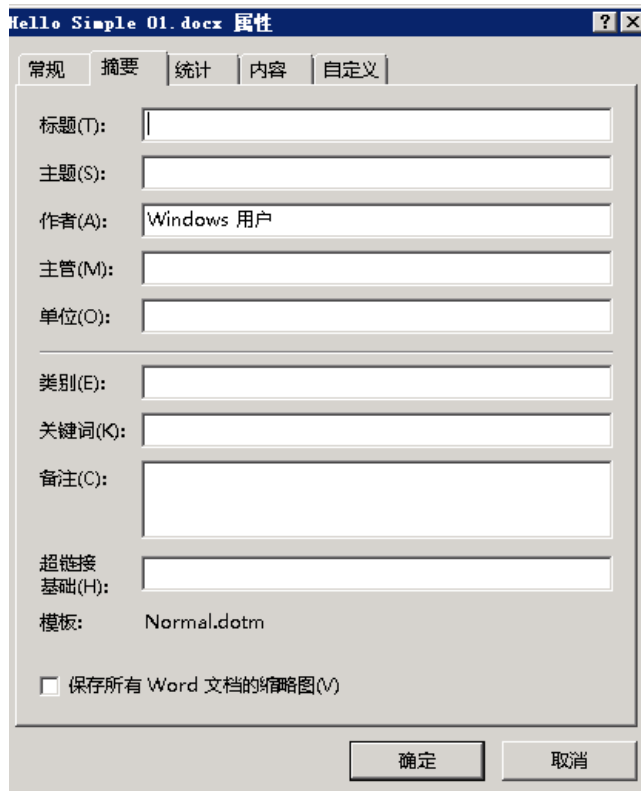 Hello Simple 01.docx 属性
常规 摘要 统计 内容 自定义
标题(T):
主题(S):
作者(A): Windows 用户
主管(M):
单位(O):
类别(E):
关键词(K):
备注(C):
超链接
基础(H):
模板: Normal.dotm
保存所有 Word 文档的缩略图(V)
确定 取消